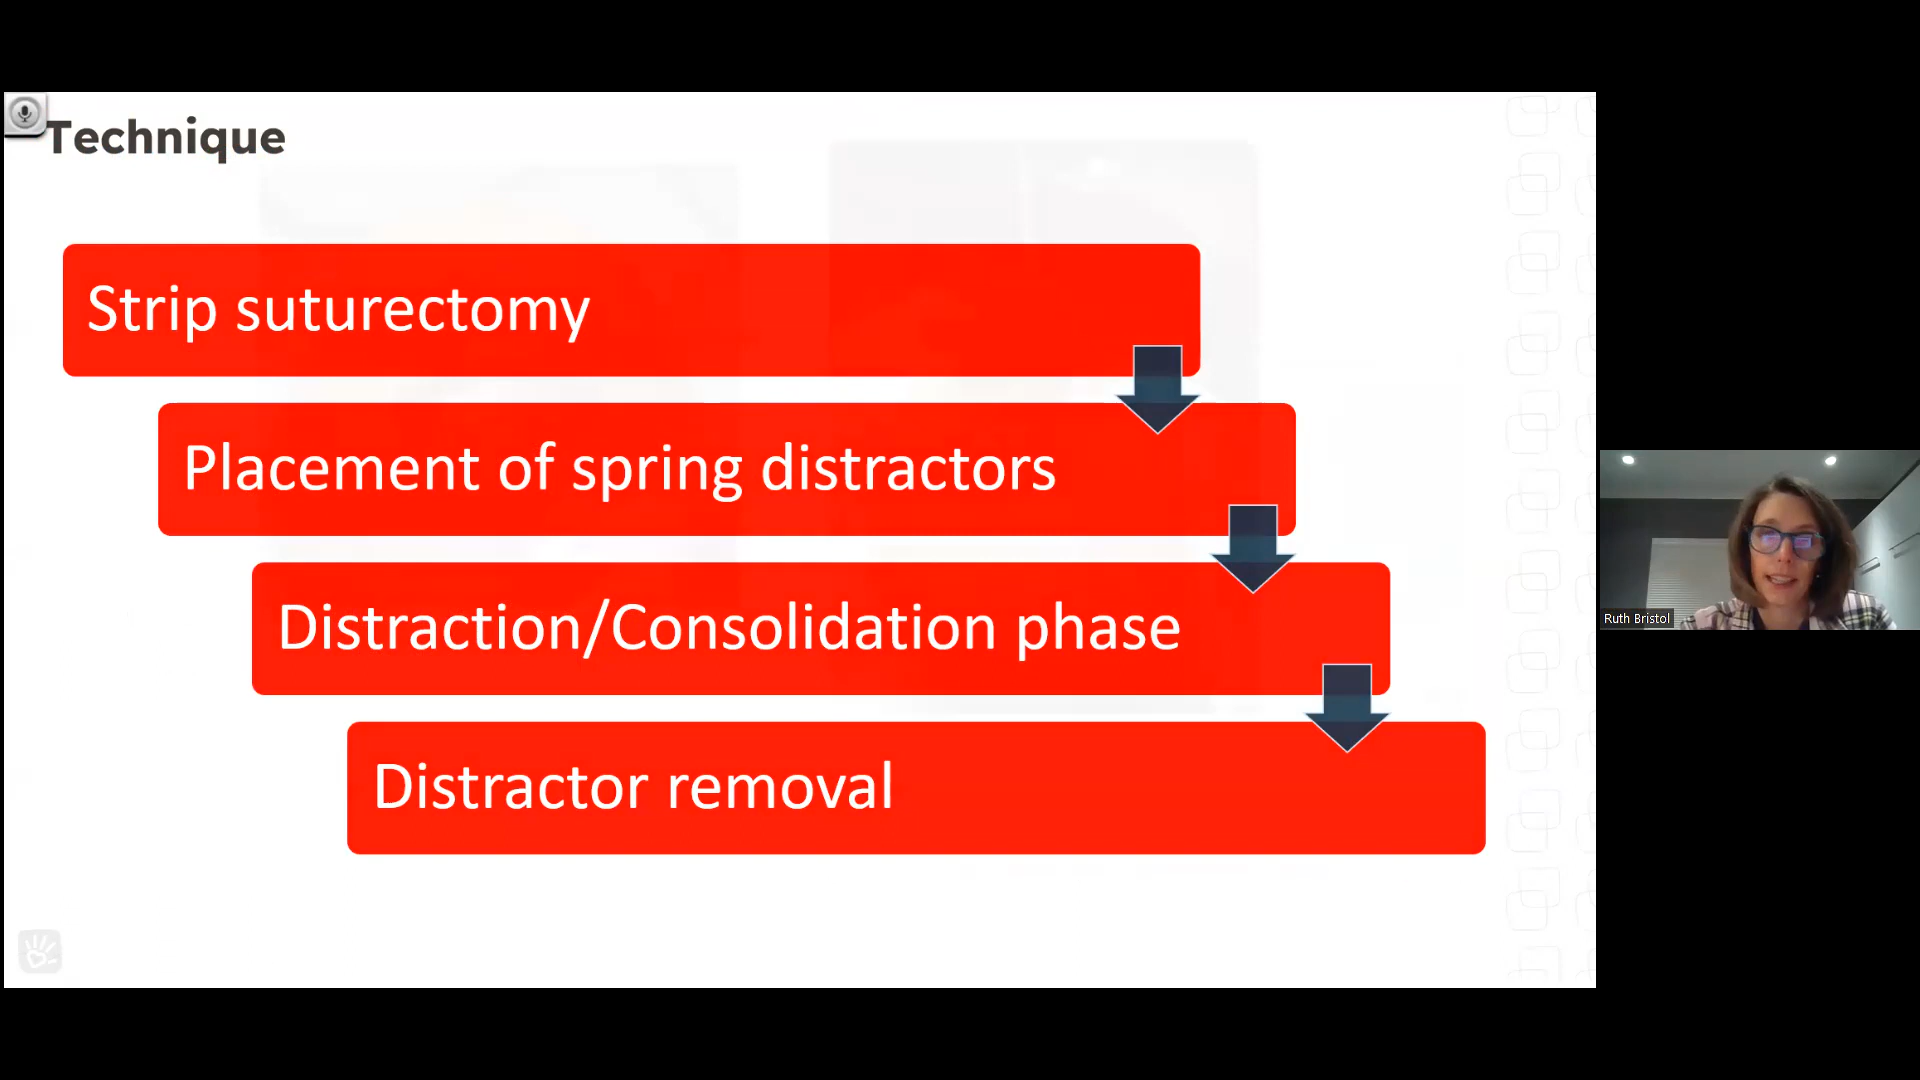 Technique
Strip suturectomy
Placement of spring distractors
Distraction/Consolidation phase
Distractor removal
Ruth Bristol